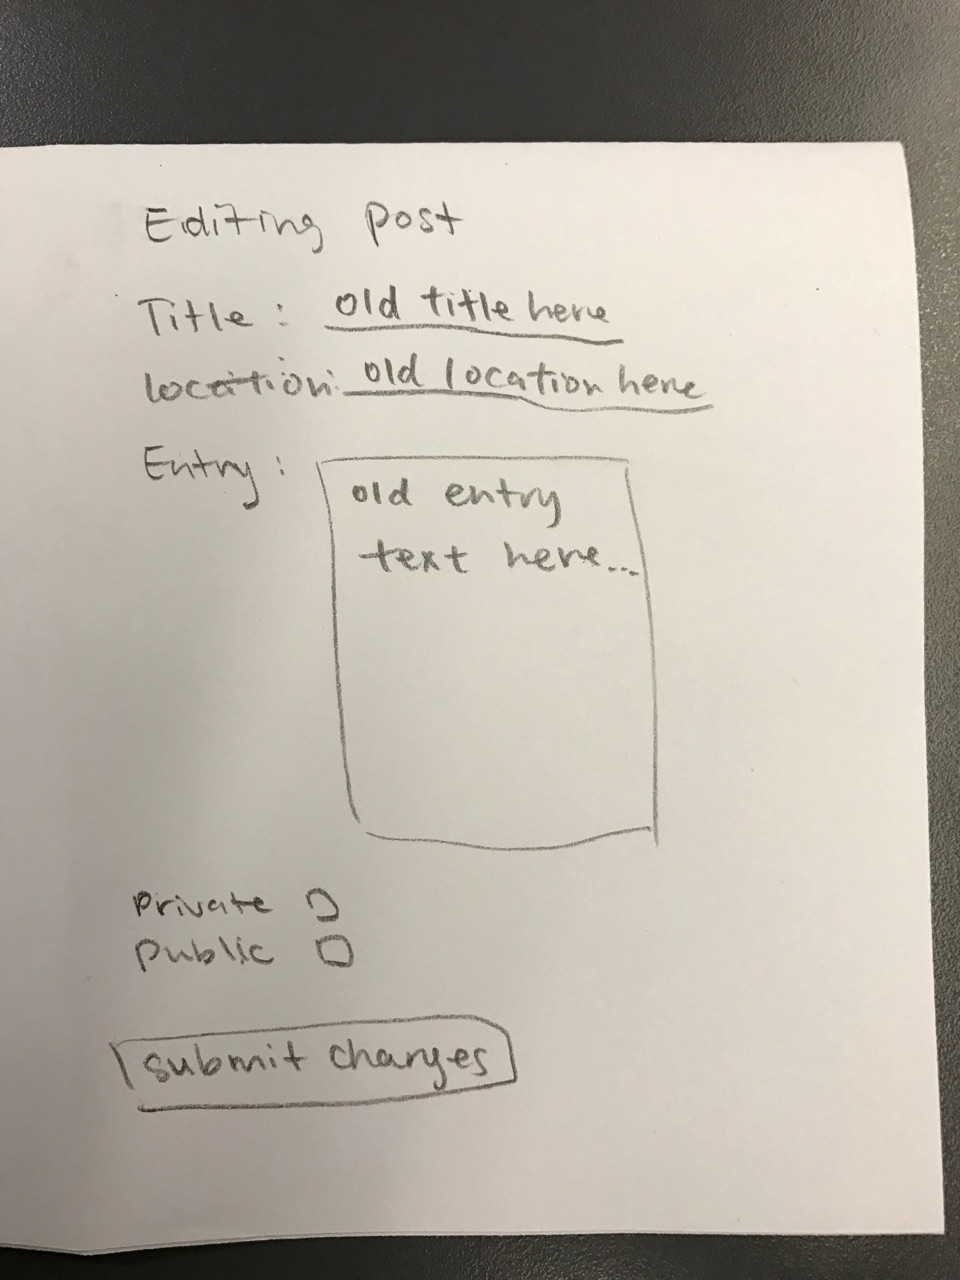 Editing post
Title: old title here
location: old location here
Entry: old entry
text here...
Private
Public
submit changes